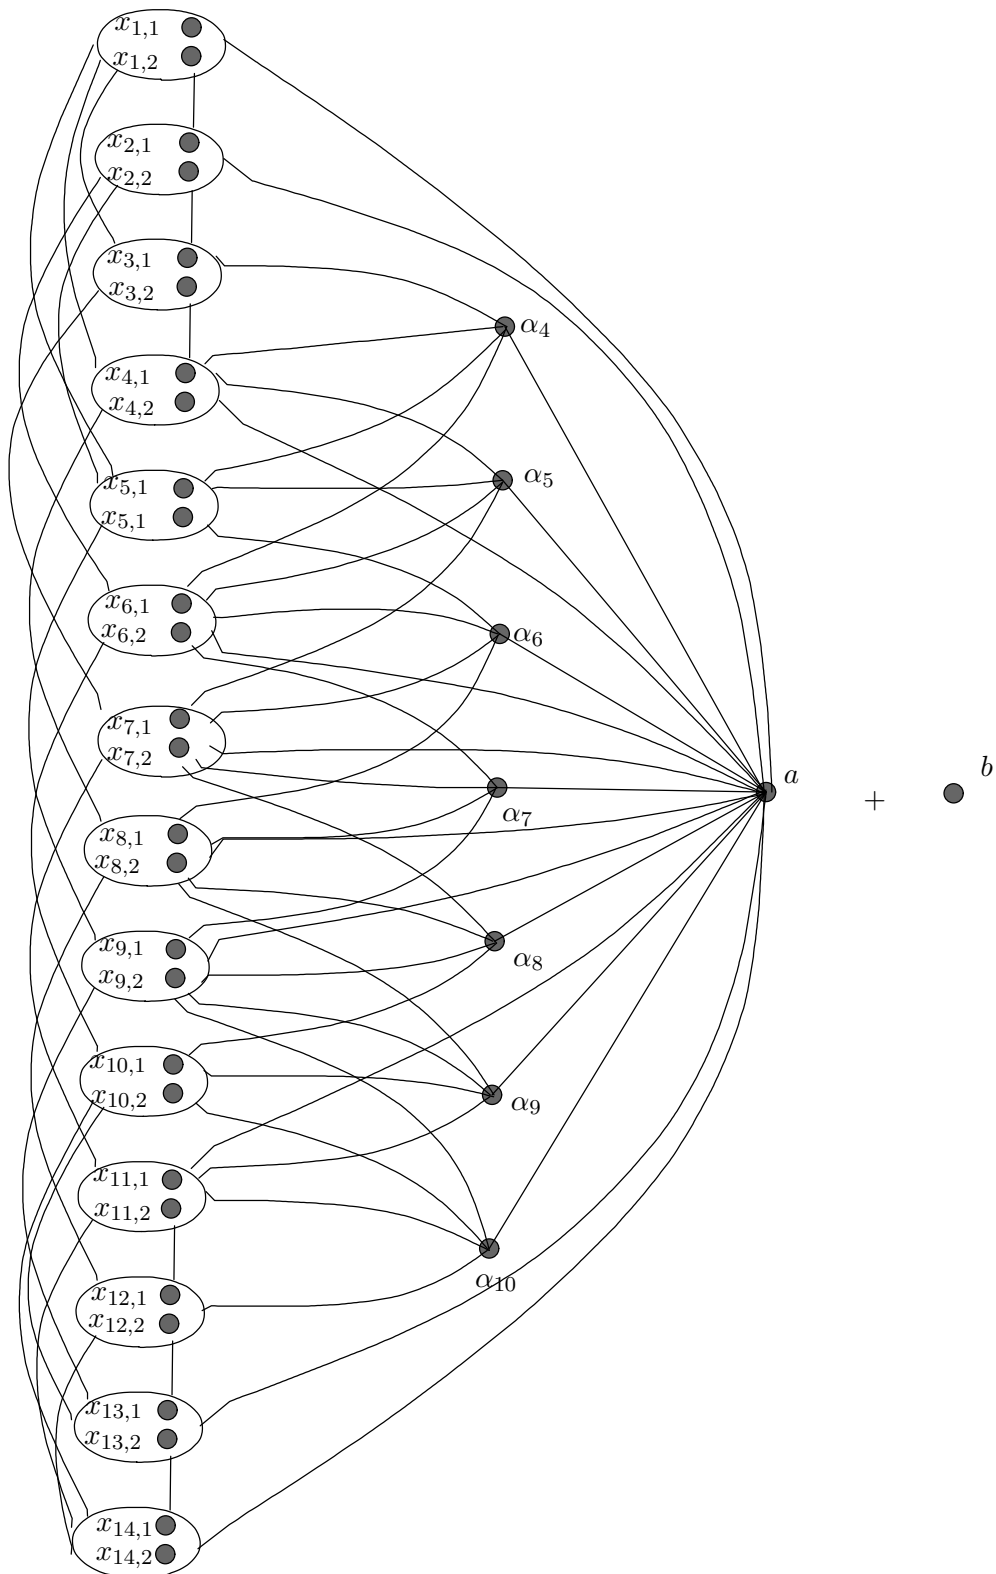 x1,1
x1,2
x2,1
x2,2
x3,1
x3,2
α4
x4,1
x4,2
α5
x5,1
x5,1
x6,1
x6,2
α6
x7,1
x7,2
a
b
+
α7
x8,1
x8,2
x9,1
α8
x9,2
x10,1
x10,2
α9
x11,1
x11,2
α10
x12,1
x12,2
x13,1
x13,2
x14,1
x14,2